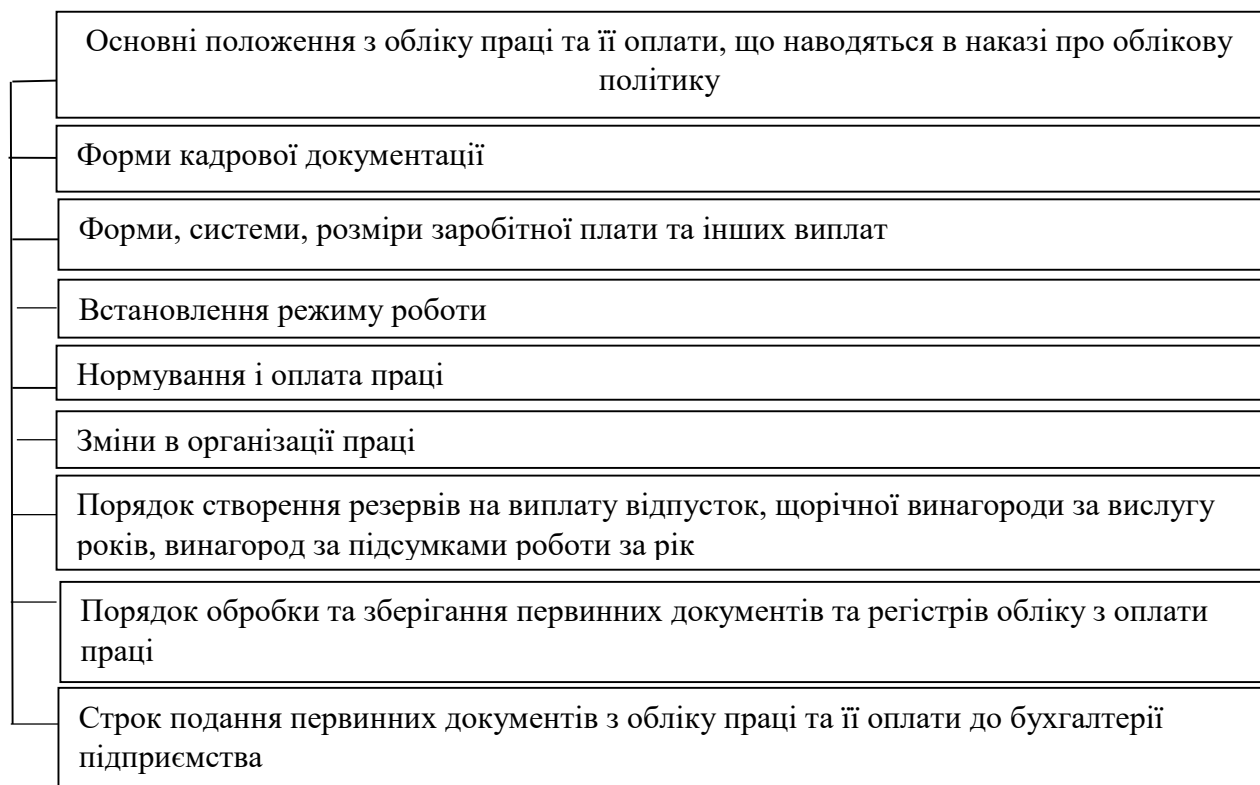 Основні положення з обліку праці та її оплати, що наводяться в наказі про облікову
політику
Форми кадрової документації
Форми, системи, розміри заробітної плати та інших виплат
Встановлення режиму роботи
Нормування і оплата праці
Зміни в організації праці
Порядок створення резервів на виплату відпусток, щорічної винагороди за вислугу
років, винагород за підсумками роботи за рік
Порядок обробки та зберігання первинних документів та регістрів обліку з оплати
праці
Строк подання первинних документів з обліку праці та її оплати до бухгалтерії
підприємства